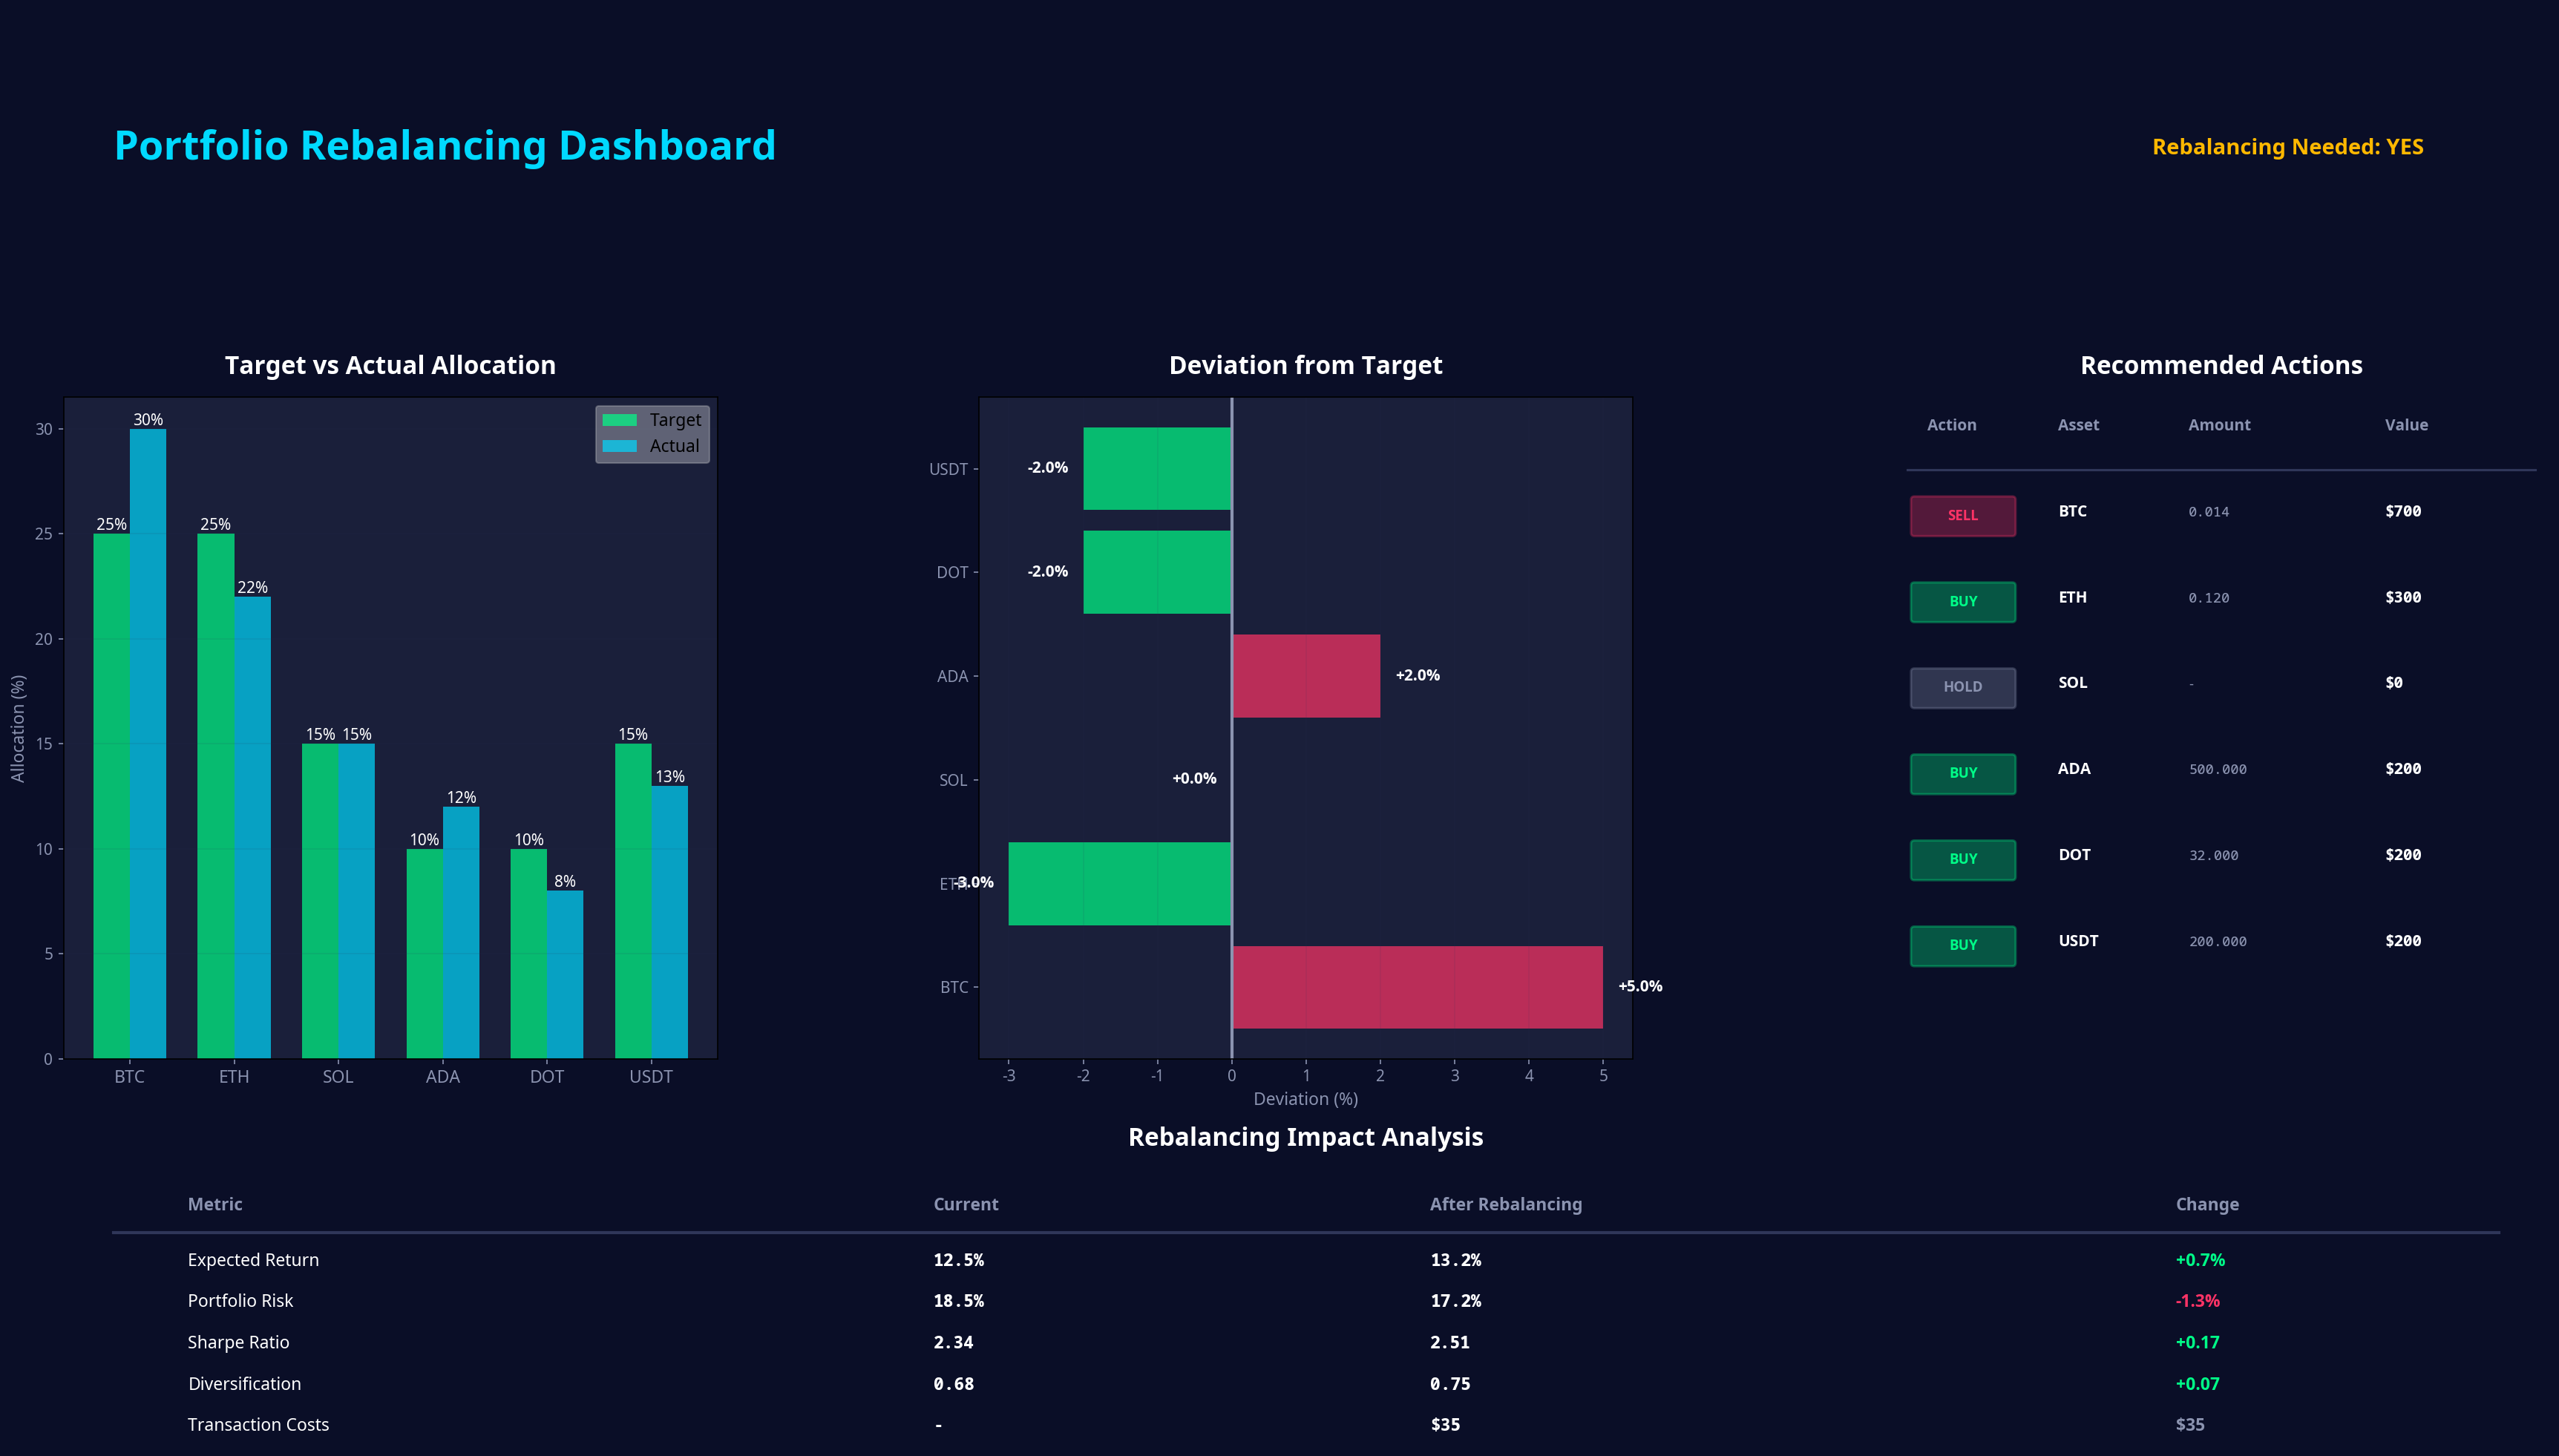 Portfolio Rebalancing Dashboard
Rebalancing Needed: YES
Target vs Actual Allocation
Target
Actual
30
25
20
15
10
5
0
Allocation (%)
25% 30%
25% 22%
15% 15%
10% 12%
10% 8%
15% 13%
BTC ETH SOL ADA DOT USDT
Deviation from Target
USDT -2.0%
DOT -2.0%
ADA +2.0%
SOL +0.0%
ETH -3.0%
BTC +5.0%
-3 -2 -1 0 1 2 3 4 5
Deviation (%)
Recommended Actions
Action Asset Amount Value
SELL BTC 0.014 $700
BUY ETH 0.120 $300
HOLD SOL - $0
BUY ADA 500.000 $200
BUY DOT 32.000 $200
BUY USDT 200.000 $200
Rebalancing Impact Analysis
Metric Current After Rebalancing Change
Expected Return 12.5% 13.2% +0.7%
Portfolio Risk 18.5% 17.2% -1.3%
Sharpe Ratio 2.34 2.51 +0.17
Diversification 0.68 0.75 +0.07
Transaction Costs - $35 $35